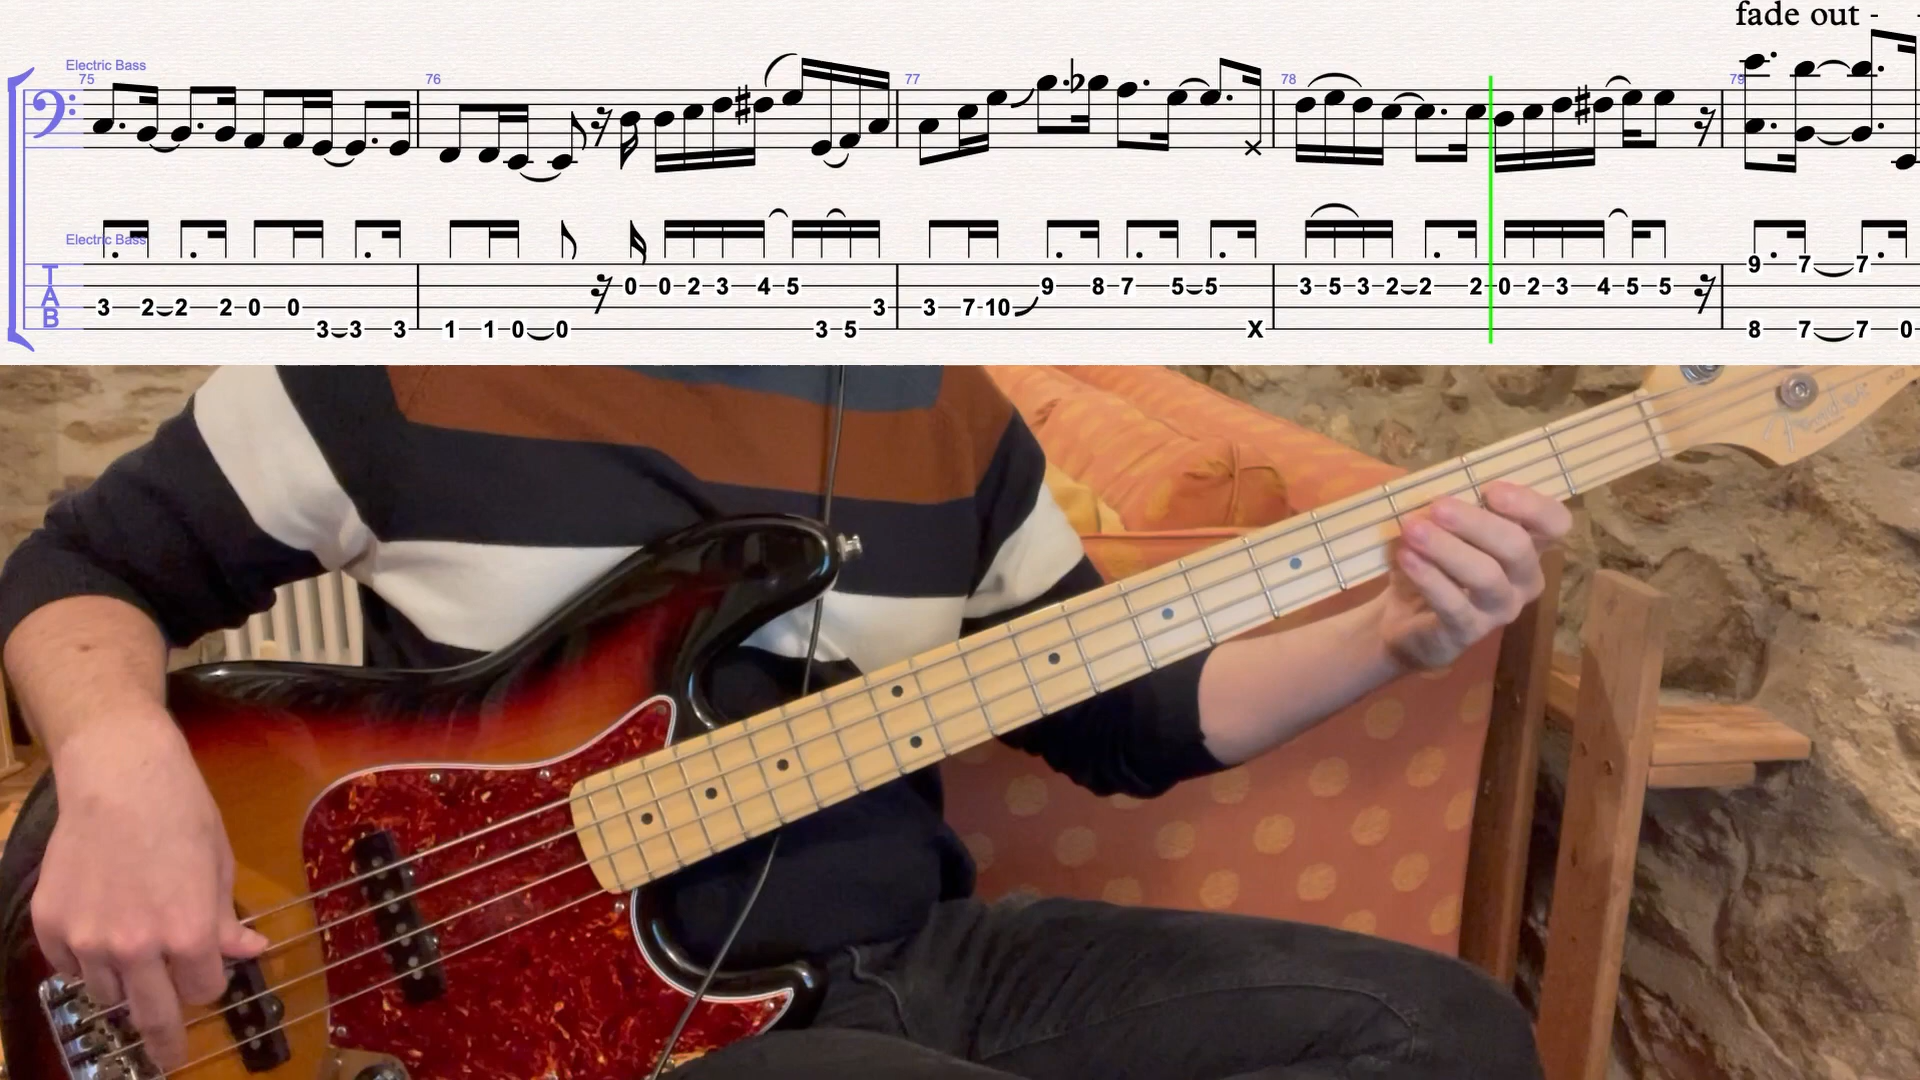 fade out -
Electric Bass
75 76 77 78 79
Electric Bass
T
A
B
9 7 7
0 0 2 3 4 5 9 8 7 5 5 3 5 3 2 2 2 0 2 3 4 5 5
3 2 2 2 0 0 3 3 7 10
3 3 3 1 1 0 0 3 5 X 8 7 7 0
Fender